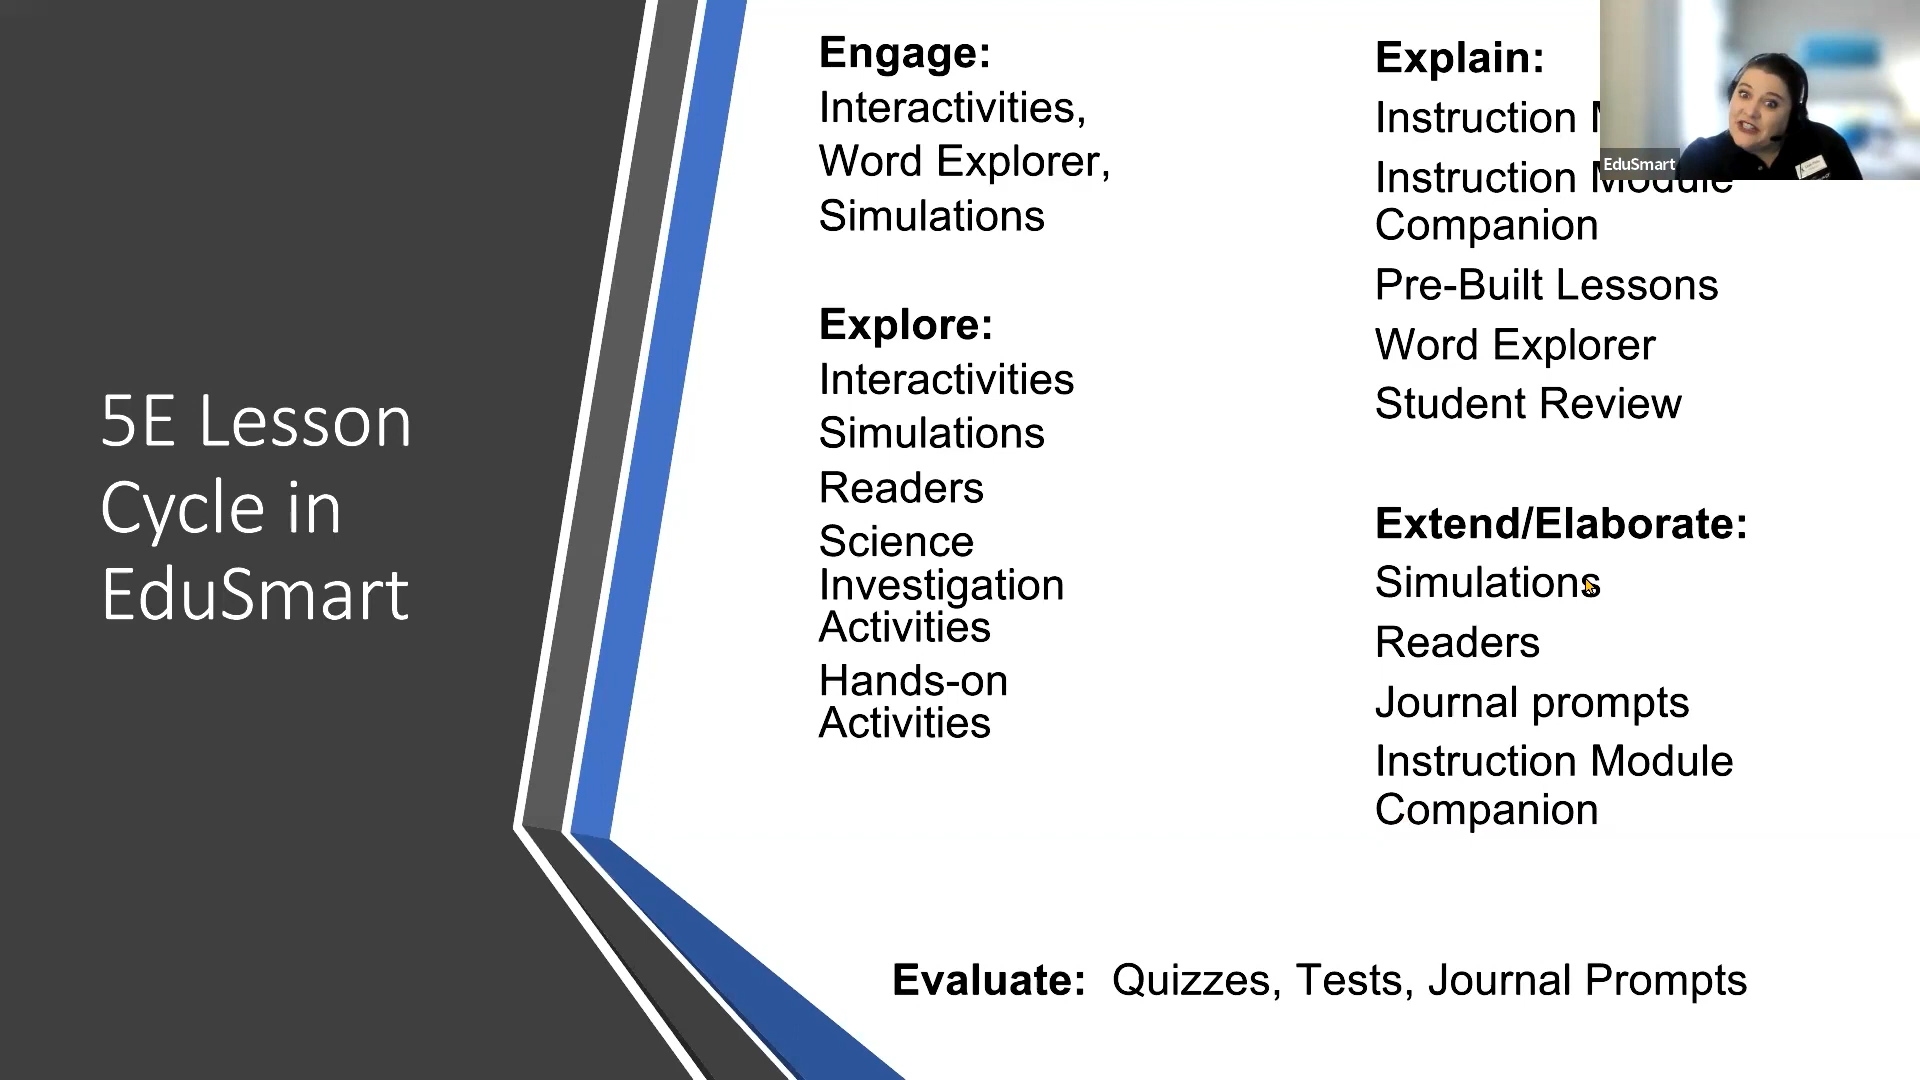 5E Lesson
Cycle in
EduSmart
Engage:
Interactivities,
Word Explorer,
Simulations
Explore:
Interactivities
Simulations
Readers
Science
Investigation
Activities
Hands-on
Activities
Explain:
Instruction
Instruction Module
Companion
Pre-Built Lessons
Word Explorer
Student Review
Extend/Elaborate:
Simulations
Readers
Journal prompts
Instruction Module
Companion
Evaluate: Quizzes, Tests, Journal Prompts
EduSmart